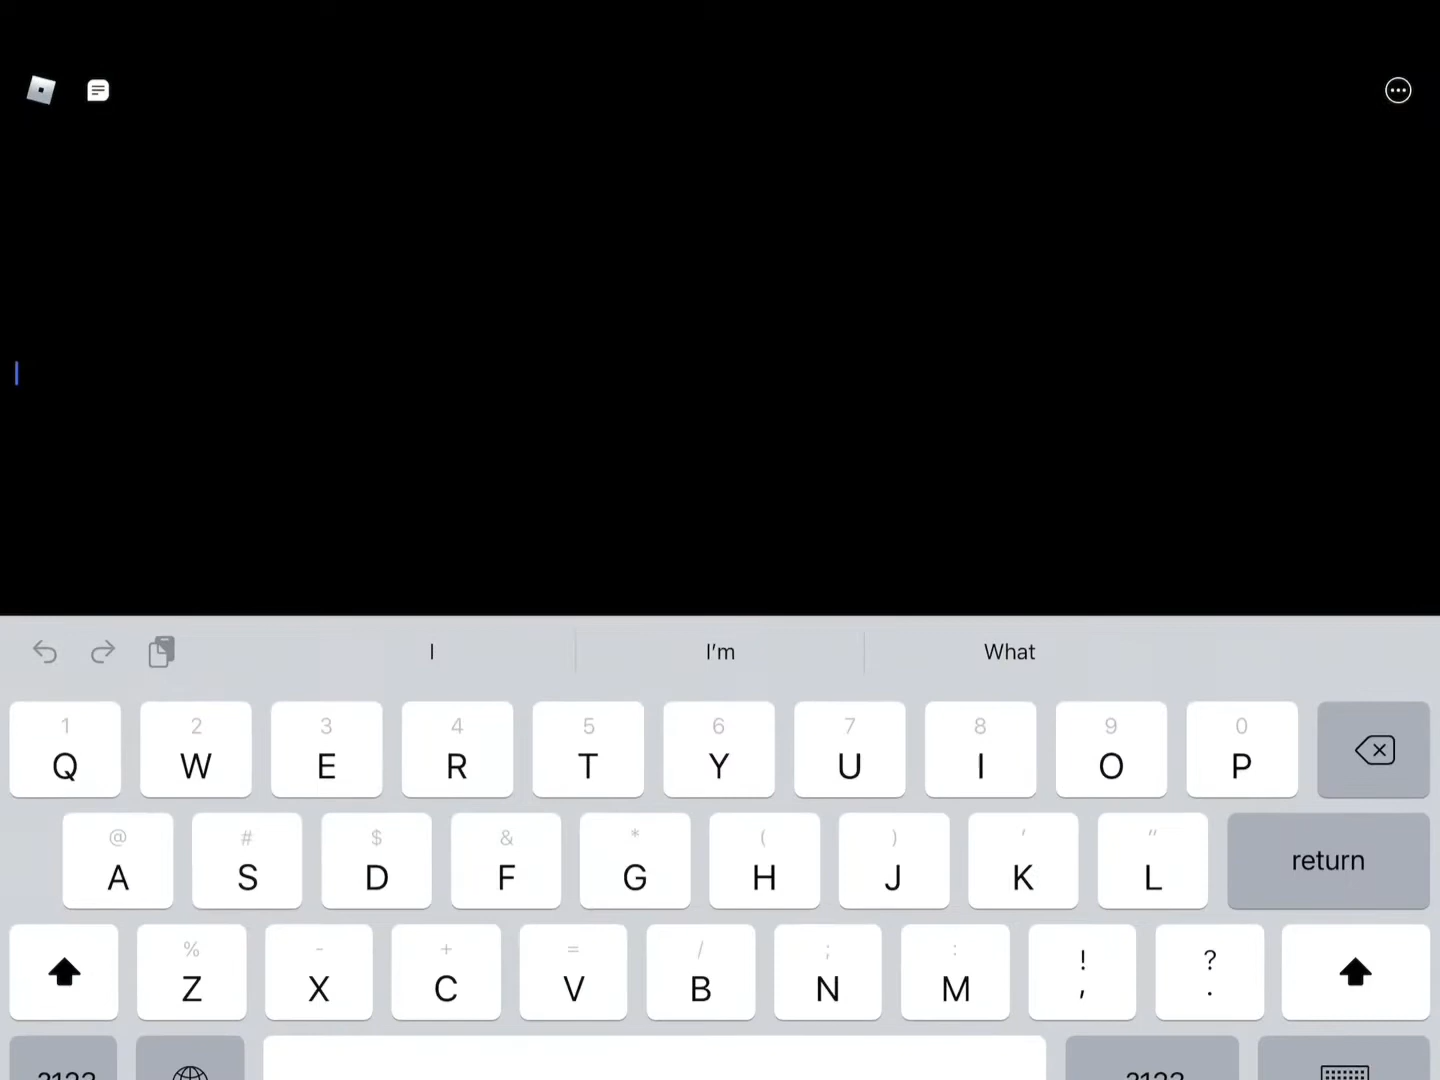 I I'm What
1 2 3 4 5 6 7 8 9 0
Q W E R T Y U I O P
@ # $ & * ( ) ' "
A S D F G H J K L return
% - + = / ; : ! ?
Z X C V B N M , .